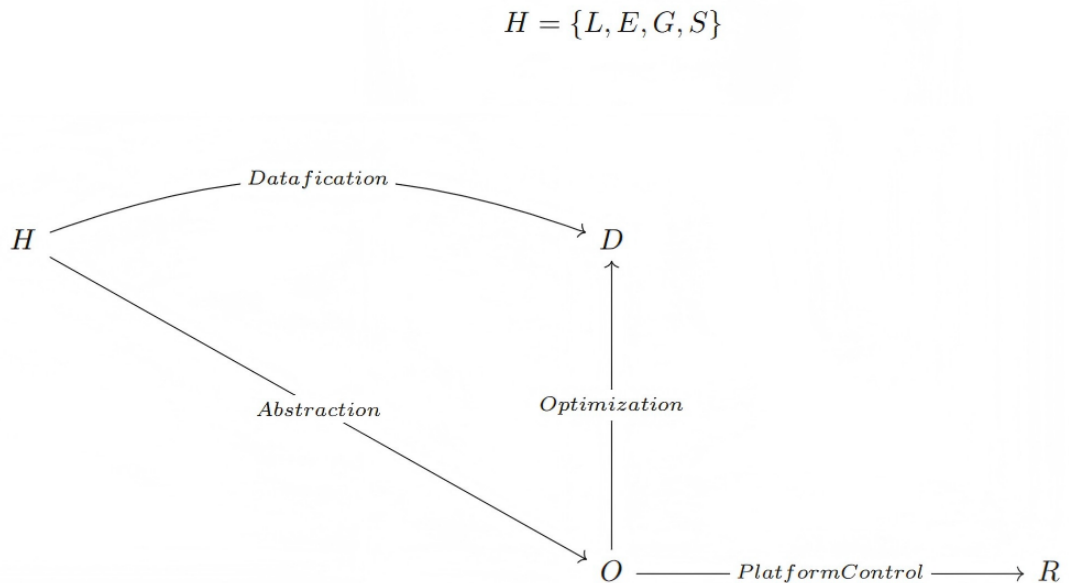 H = {L, E, G, S}
Datafication
H D
Abstraction Optimization
O PlatformControl R